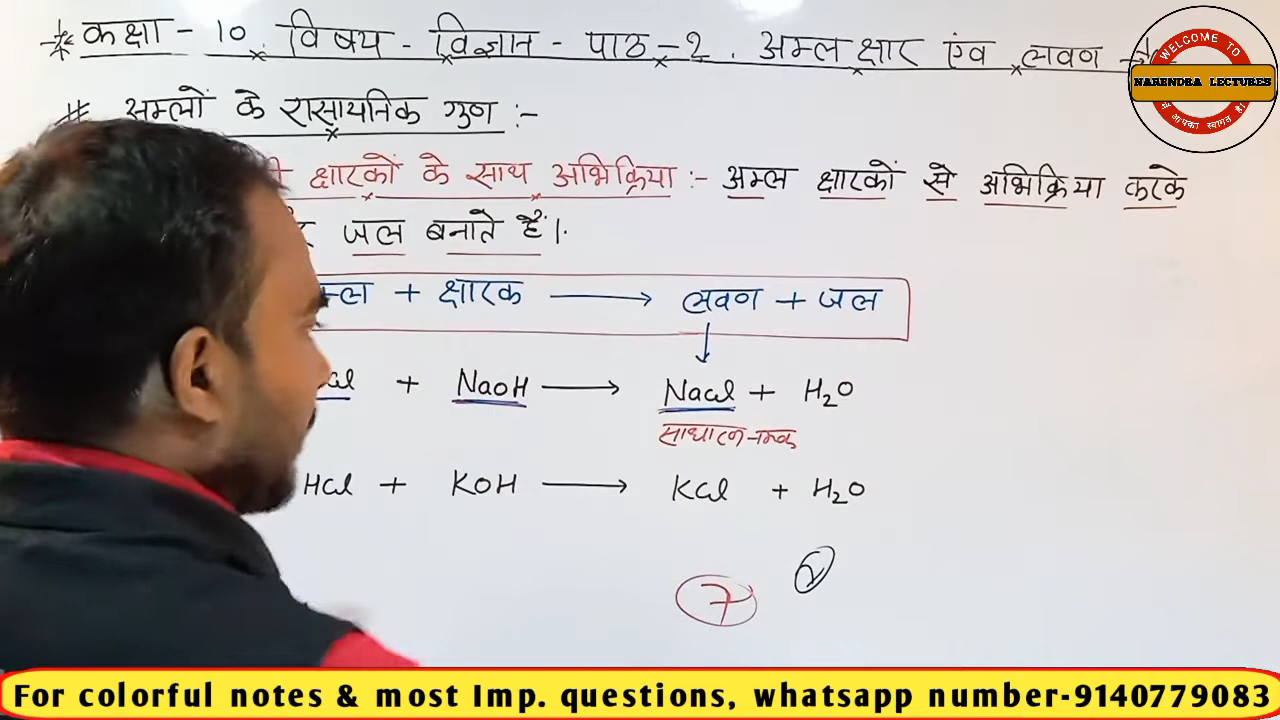 * कक्षा - 10. विषय - विज्ञान - पाठ - 2. अम्ल क्षार एंव लवण →
# अम्लों के रासायनिक गुण :-
क्षारकों के साथ अभिक्रिया :- अम्ल क्षारकों से अभिक्रिया करके
जल बनाते हैं।
+ क्षारक ⟶ लवण + जल
↓
+ NaOH ⟶ NaCl + H₂O
साधारण नमक
HCl + KOH ⟶ KCl + H₂O
7
WELCOME TO
NARENDRA LECTURES
में आपका स्वागत है।
For colorful notes & most Imp. questions, whatsapp number-9140779083